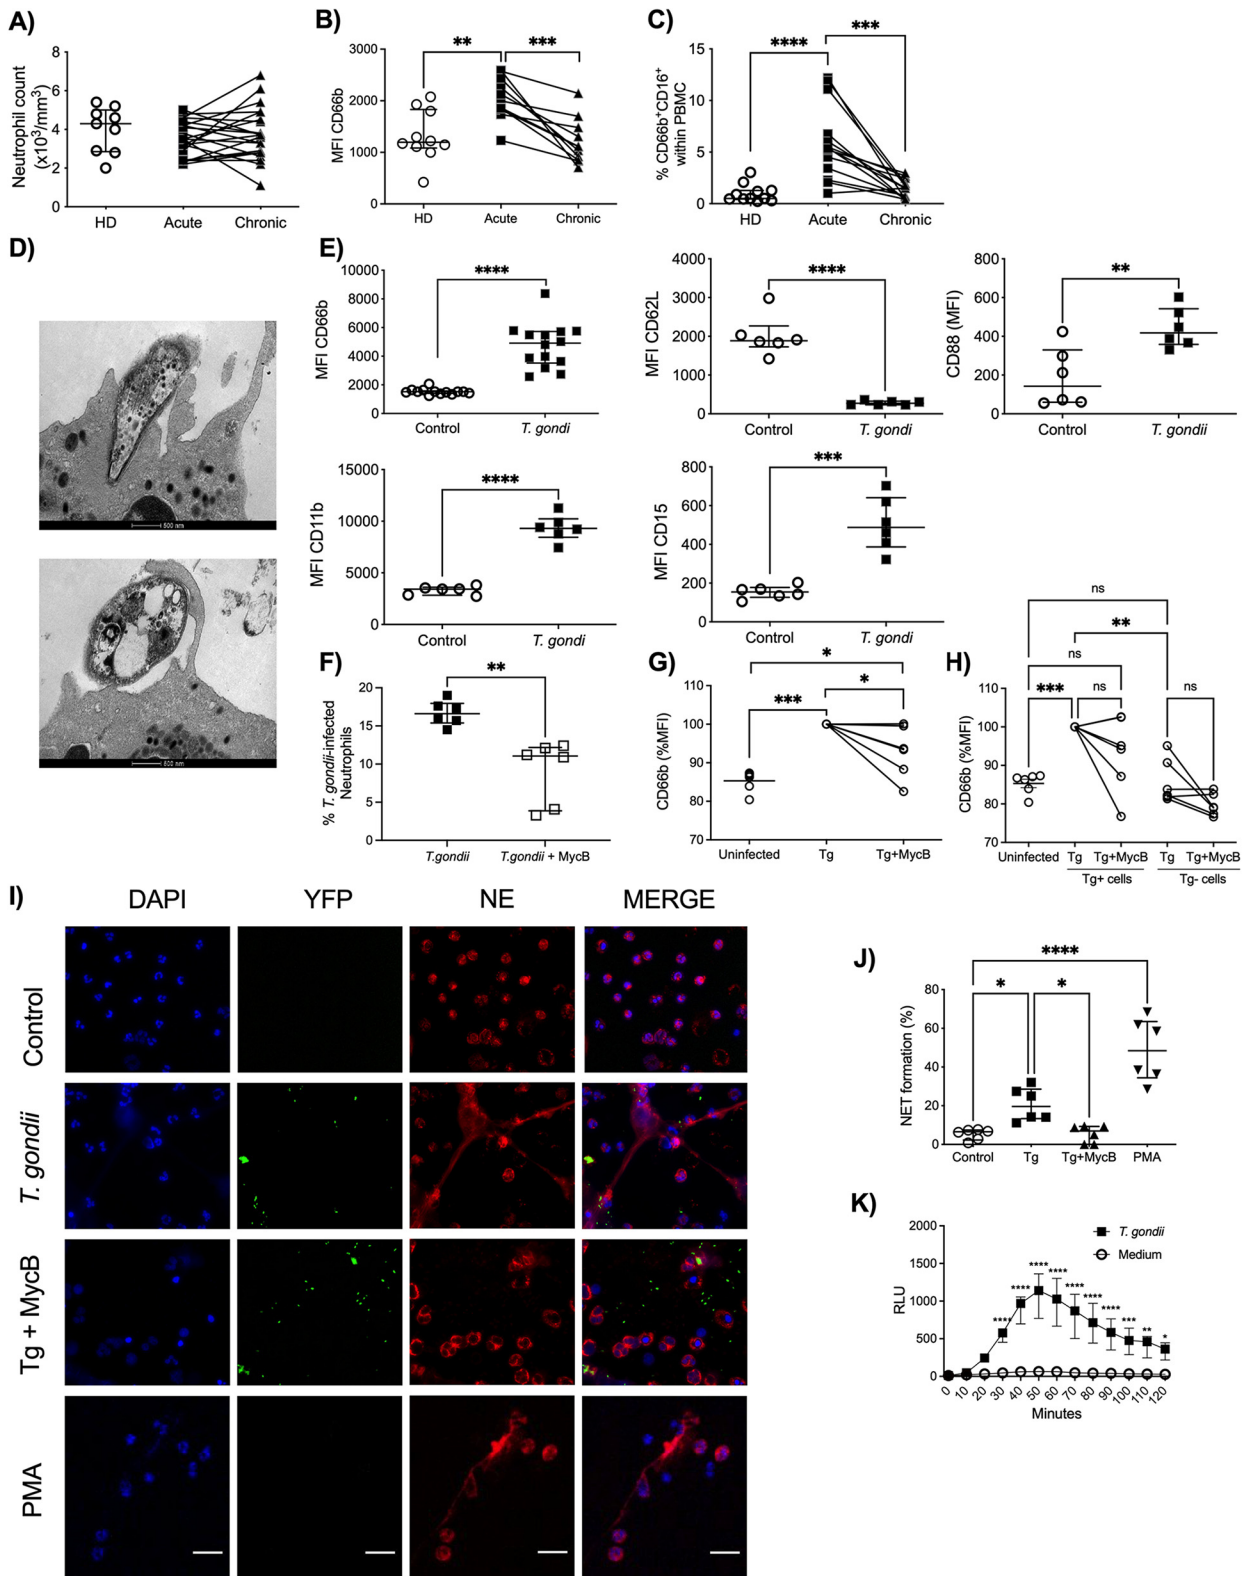 A)
Neutrophil count
(x10³/mm³)
8
6
4
2
0
HD
Acute
Chronic
B)
MFI CD66b
3000
2000
1000
0
**
***
HD
Acute
Chronic
C)
% CD66b⁺CD16⁺
within PBMC
15
10
5
0
****
***
HD
Acute
Chronic
D)
500 nm
E)
MFI CD66b
10000
8000
6000
4000
2000
0
****
Control
T. gondi
MFI CD62L
4000
3000
2000
1000
0
****
Control
T. gondi
CD88 (MFI)
800
600
400
200
0
**
Control
T. gondii
MFI CD11b
15000
10000
5000
0
****
Control
T. gondi
MFI CD15
800
600
400
200
0
***
Control
T. gondi
F)
% T. gondii-infected
Neutrophils
20
15
10
5
0
**
T.gondii
T.gondii + MycB
G)
CD66b (%MFI)
110
100
90
80
70
*
***
*
Uninfected
Tg
Tg+MycB
H)
CD66b (%MFI)
110
100
90
80
70
ns
**
ns
***
ns
ns
Uninfected
Tg
Tg+MycB
Tg
Tg+MycB
Tg+ cells
Tg- cells
I)
DAPI
YFP
NE
MERGE
Control
T. gondii
Tg + MycB
PMA
J)
NET formation (%)
80
60
40
20
0
****
*
*
Control
Tg
Tg+MycB
PMA
K)
RLU
2000
1500
1000
500
0
T. gondii
Medium
****
****
****
****
****
****
****
***
**
*
0
10
20
30
40
50
60
70
80
90
100
110
120
Minutes